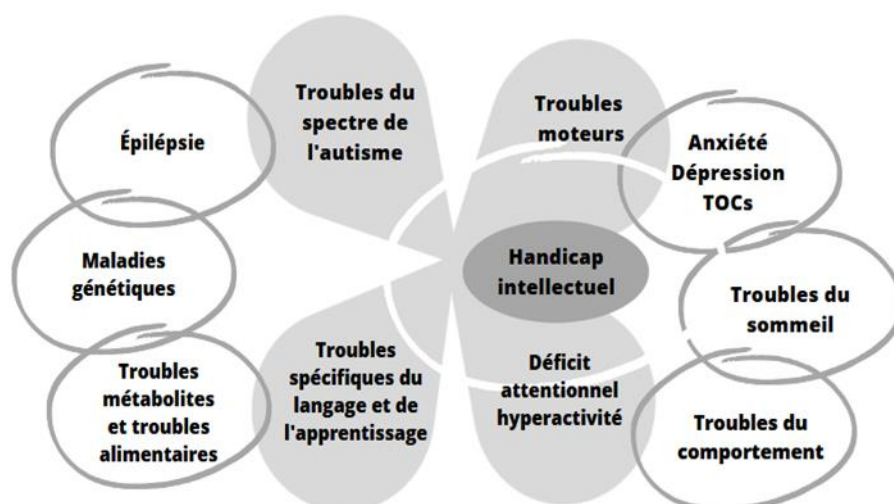 Troubles du
spectre de
l'autisme
Troubles
moteurs
Épilépsie
Anxiété
Dépression
TOCs
Maladies
génétiques
Handicap
intellectuel
Troubles du
sommeil
Troubles
métabolites
et troubles
alimentaires
Troubles
spécifiques du
langage et de
l'apprentissage
Déficit
attentionnel
hyperactivité
Troubles du
comportement